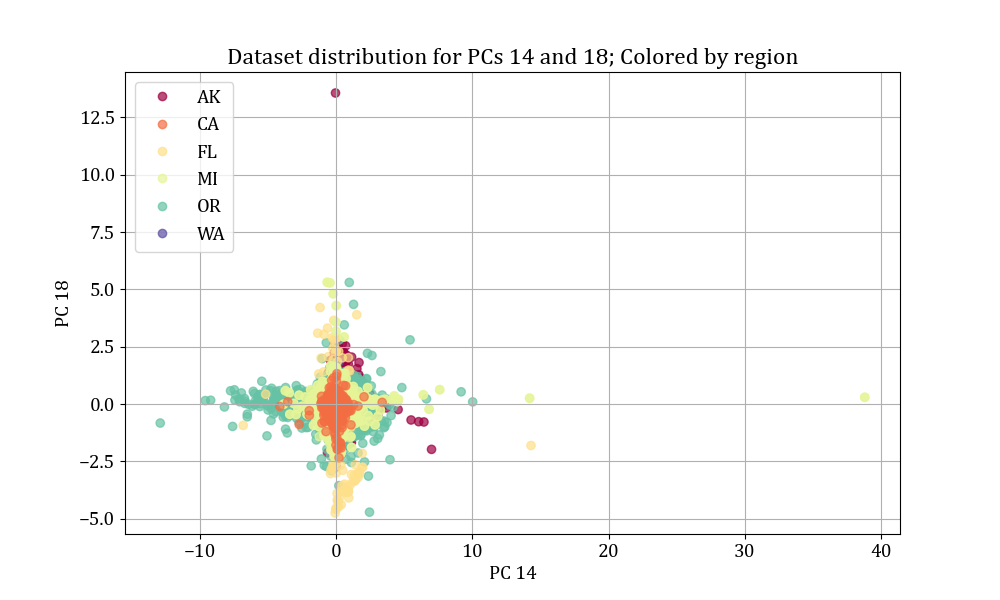 Dataset distribution for PCs 14 and 18; Colored by region
AK
CA
FL
MI
OR
WA
12.5
10.0
7.5
5.0
2.5
0.0
−2.5
−5.0
PC 18
−10
0
10
20
30
40
PC 14